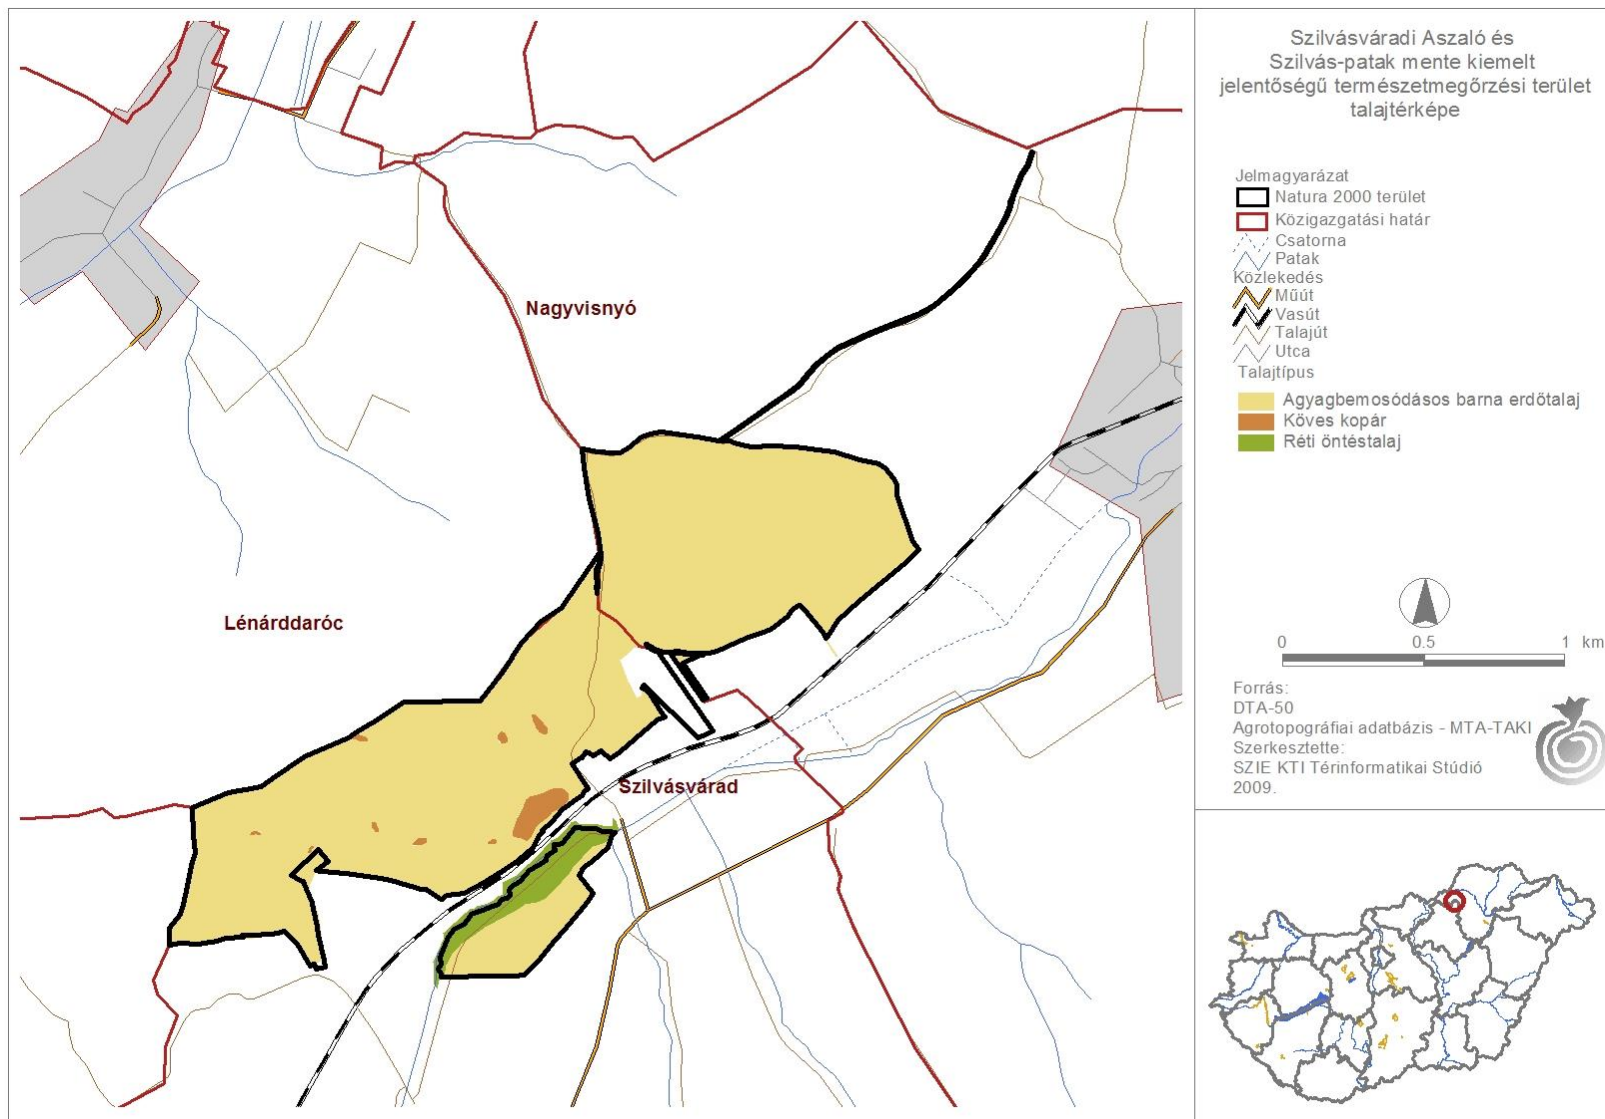 Szilvásváradi Aszaló és
Szilvás-patak mente kiemelt
jelentőségű természetmegőrzési terület
talajtérképe
Jelmagyarázat
Natura 2000 terület
Közigazgatási határ
Csatorna
Patak
Közlekedés
Műút
Vasút
Talajút
Utca
Talajtípus
Agyagbemosódásos barna erdőtalaj
Köves kopár
Réti öntéstalaj
Nagyvisnyó
Lénárddaróc
Szilvásvárad
0 0.5 1 km
Forrás:
DTA-50
Agrotopográfiai adatbázis - MTA-TAKI
Szerkesztette:
SZIE KTI Térinformatikai Stúdió
2009.